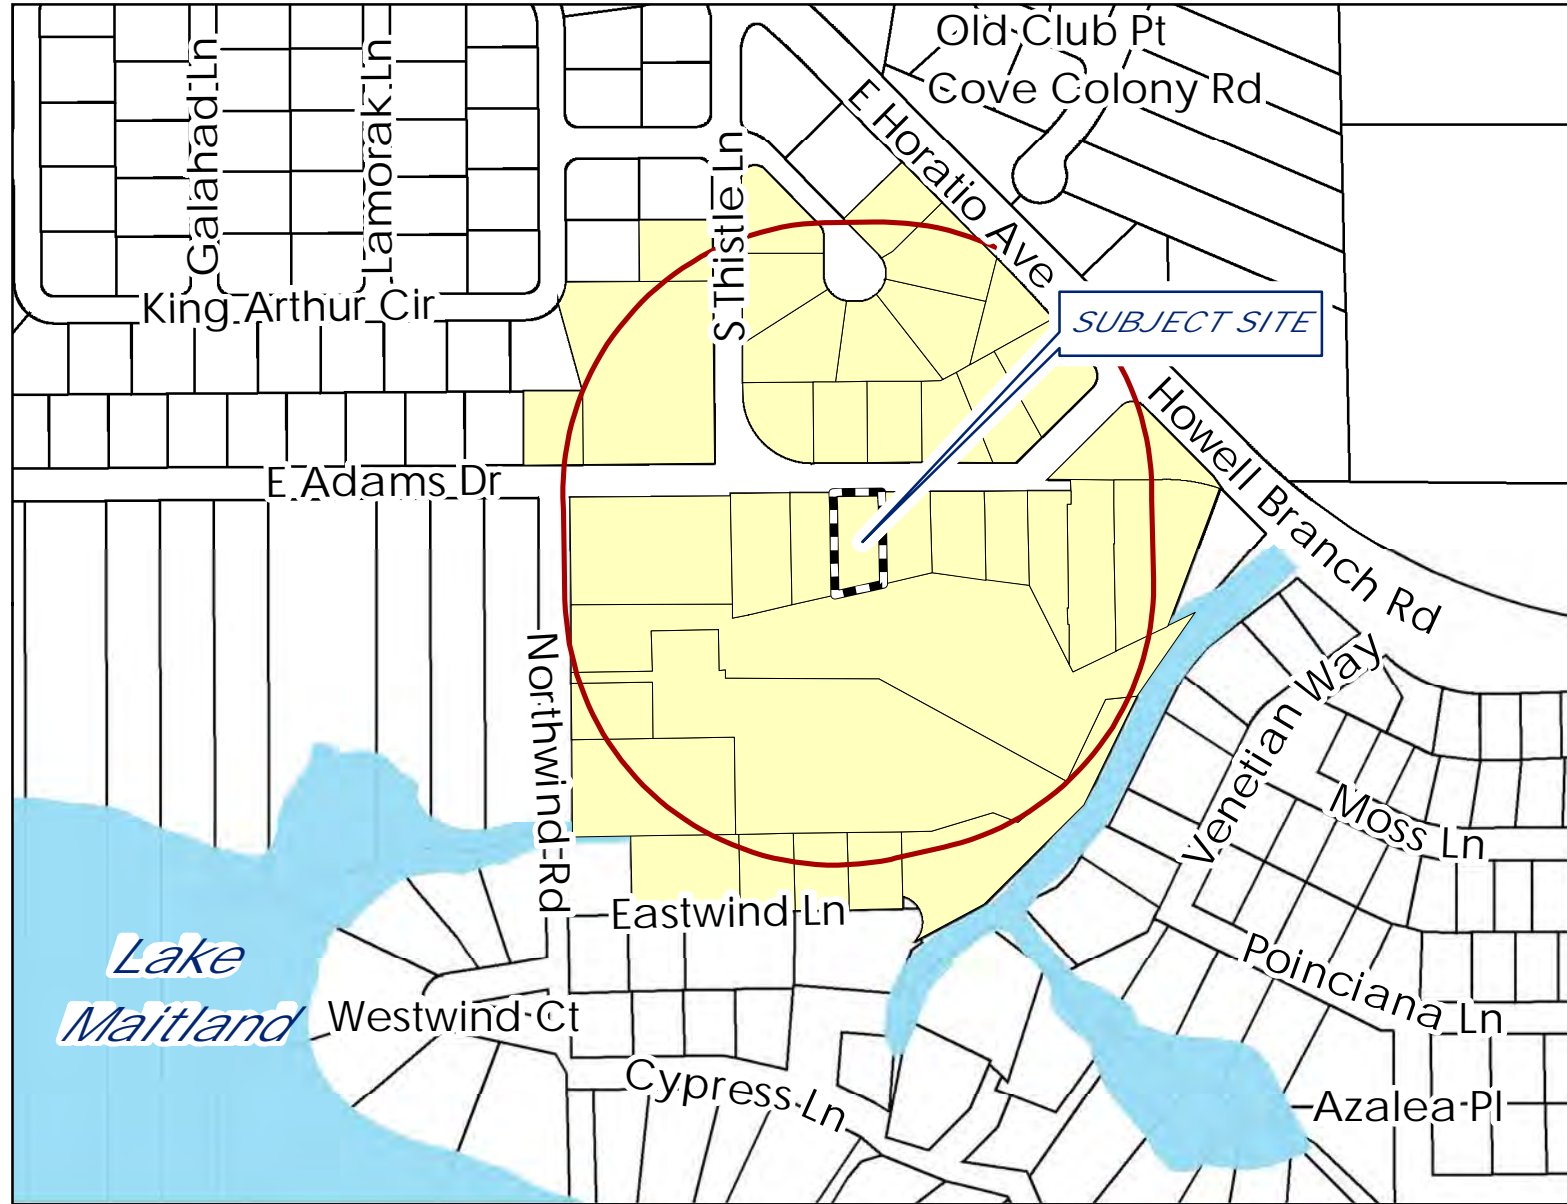 Old Club Pt
Cove Colony Rd
E Horatio Ave
Galahad Ln
Lamorak Ln
S Thistle Ln
King Arthur Cir
SUBJECT SITE
Howell Branch Rd
E Adams Dr
Northwind Rd
Venetian Way
Moss Ln
Eastwind Ln
Lake
Maitland
Poinciana Ln
Westwind Ct
Cypress Ln
Azalea Pl